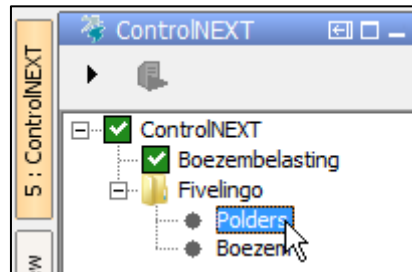 ControlNEXT
5 : ControlNEXT
ControlNEXT
Boezembelasting
Fivelingo
Polders
Boezem